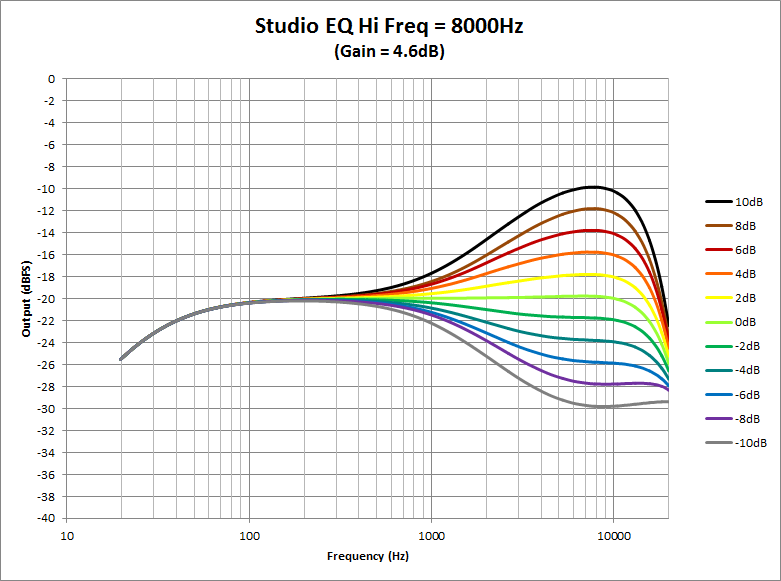 Studio EQ Hi Freq = 8000Hz
(Gain = 4.6dB)
Output (dBFS)
0
-2
-4
-6
-8
-10
-12
-14
-16
-18
-20
-22
-24
-26
-28
-30
-32
-34
-36
-38
-40
10
100
1000
10000
Frequency (Hz)
10dB
8dB
6dB
4dB
2dB
0dB
-2dB
-4dB
-6dB
-8dB
-10dB